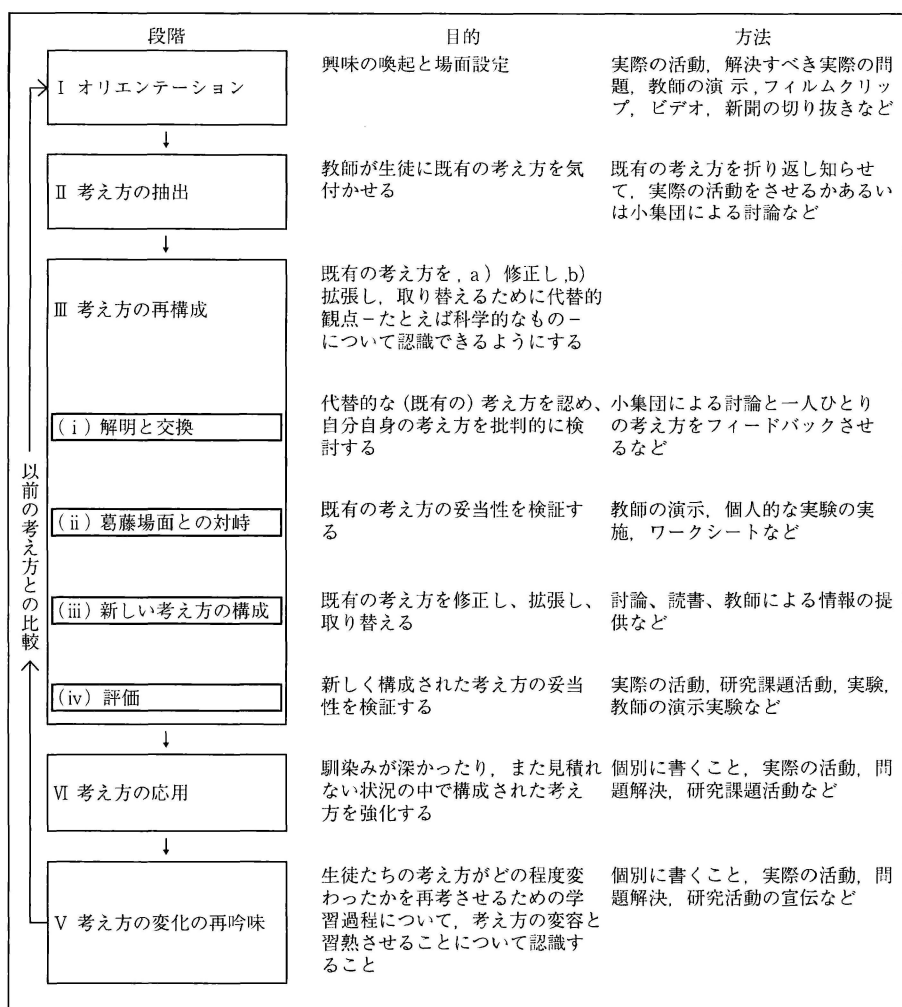 段階　目的　方法
Ⅰ オリエンテーション
興味の喚起と場面設定
実際の活動，解決すべき実際の問
題，教師の演示，フィルムクリッ
プ，ビデオ，新聞の切り抜きなど
↓
Ⅱ 考え方の抽出
教師が生徒に既有の考え方を気
付かせる
既有の考え方を折り返し知らせ
て，実際の活動をさせるかあるい
は小集団による討論など
↓
Ⅲ 考え方の再構成
既有の考え方を，a）修正し，b）
拡張し，取り替えるために代替的
観点－たとえば科学的なもの－
について認識できるようにする
(ⅰ) 解明と交換
代替的な（既有の）考え方を認め、
自分自身の考え方を批判的に検
討する
小集団による討論と一人ひとり
の考え方をフィードバックさせ
るなど
(ⅱ) 葛藤場面との対峙
既有の考え方の妥当性を検証す
る
教師の演示，個人的な実験の実
施，ワークシートなど
(ⅲ) 新しい考え方の構成
既有の考え方を修正し、拡張し、
取り替える
討論、読書、教師による情報の提
供など
(ⅳ) 評価
新しく構成された考え方の妥当
性を検証する
実際の活動，研究課題活動，実験，
教師の演示実験など
↓
Ⅵ 考え方の応用
馴染みが深かったり，また見積れ
ない状況の中で構成された考え
方を強化する
個別に書くこと，実際の活動，問
題解決，研究課題活動など
↓
Ⅴ 考え方の変化の再吟味
生徒たちの考え方がどの程度変
わったかを再考させるための学
習過程について，考え方の変容と
習熟させることについて認識す
ること
個別に書くこと，実際の活動，問
題解決，研究活動の宣伝など
以前の考え方との比較